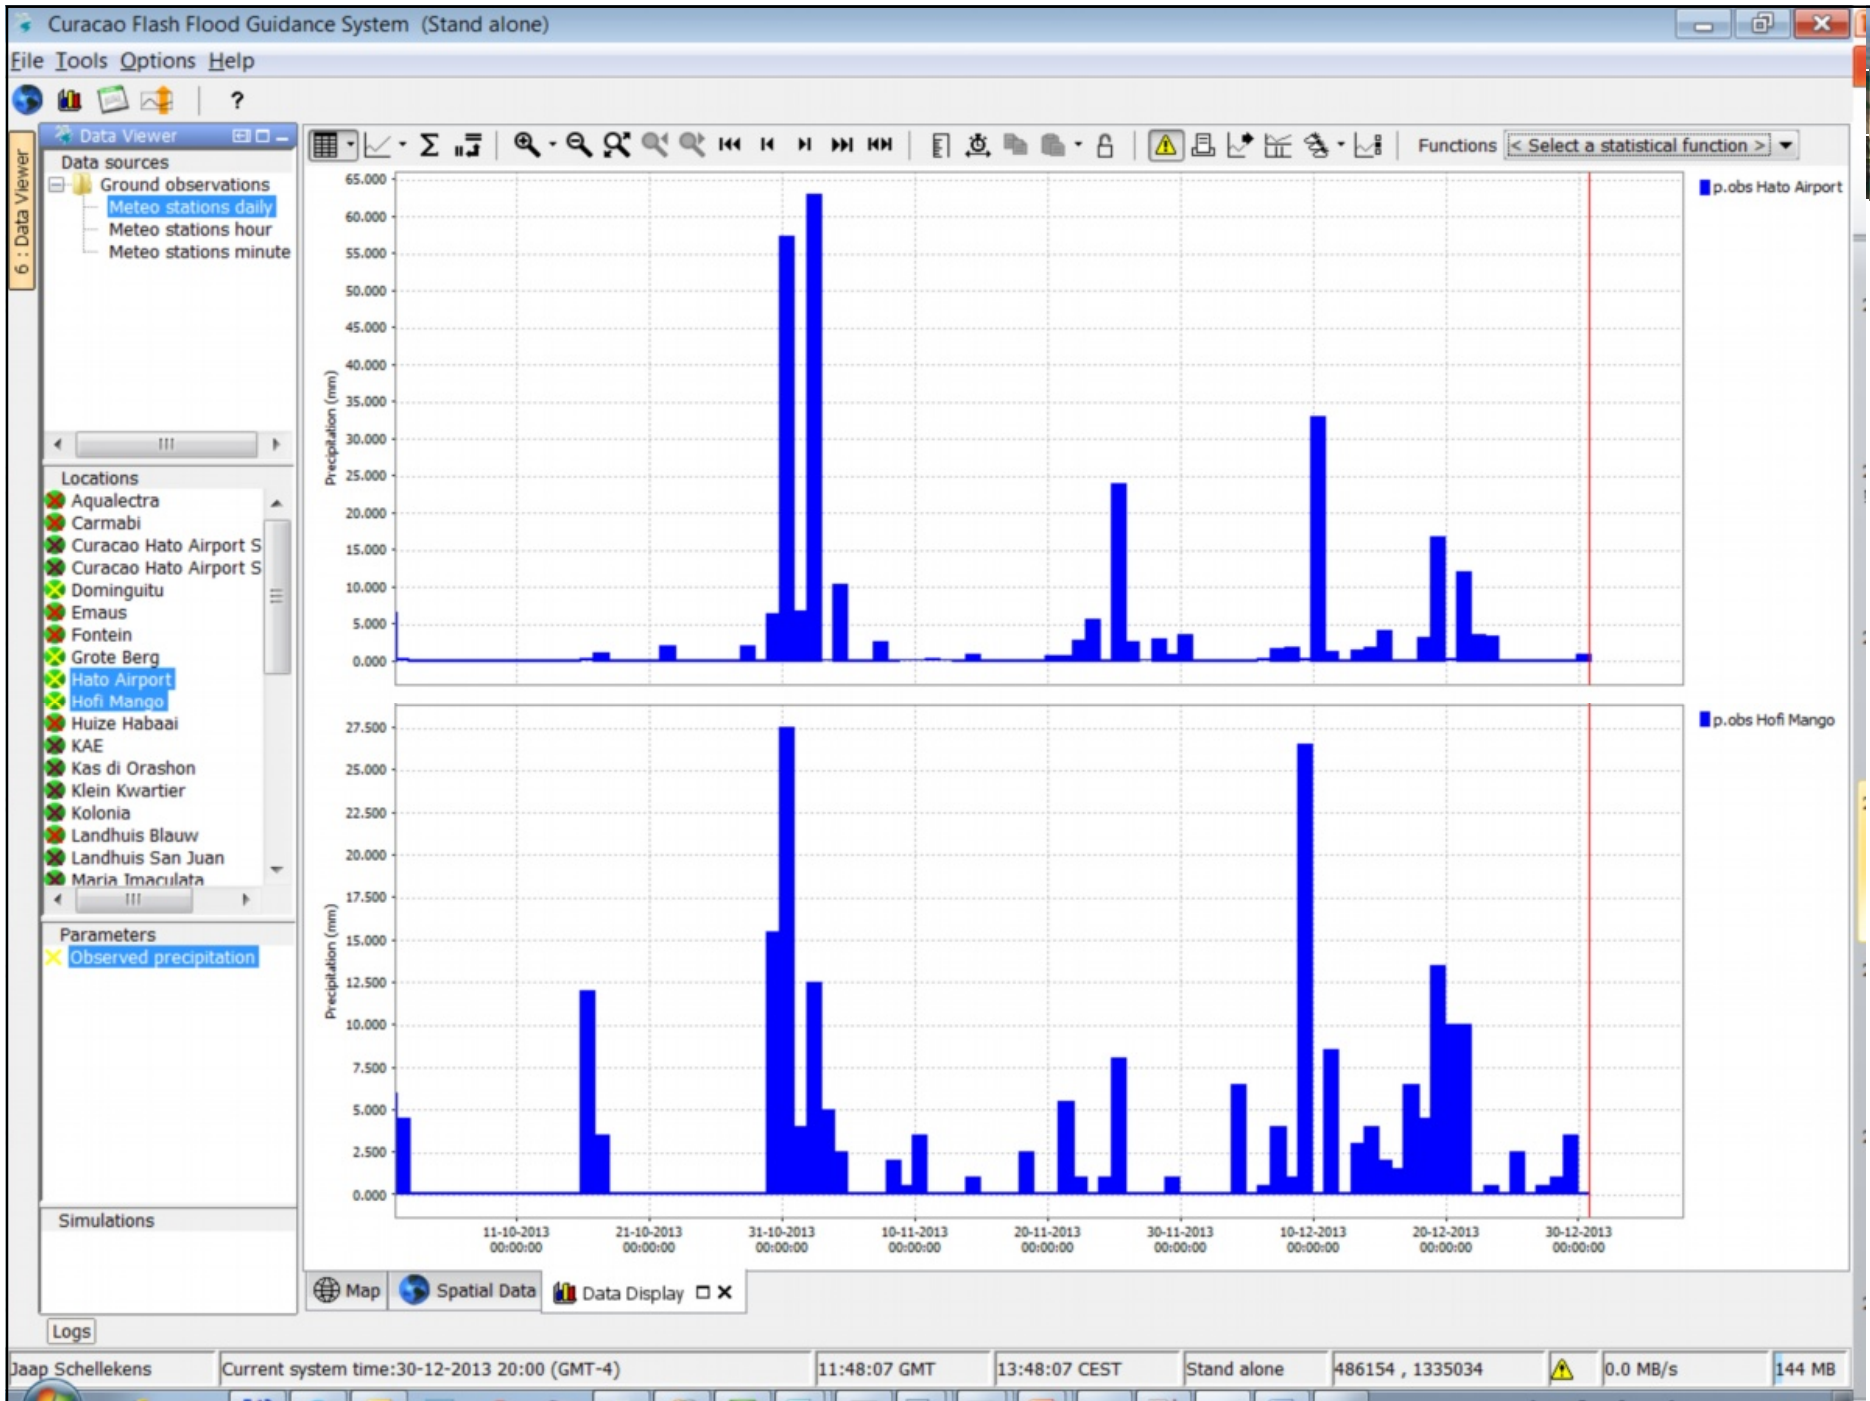 Curacao Flash Flood Guidance System (Stand alone)
File Tools Options Help
?
6 : Data Viewer
Data Viewer
Data sources
Ground observations
Meteo stations daily
Meteo stations hour
Meteo stations minute
Locations
Aqualectra
Carmabi
Curacao Hato Airport S
Curacao Hato Airport S
Dominguitu
Emaus
Fontein
Grote Berg
Hato Airport
Hofi Mango
Huize Habaai
KAE
Kas di Orashon
Klein Kwartier
Kolonia
Landhuis Blauw
Landhuis San Juan
Maria Imaculata
Parameters
Observed precipitation
Simulations
Logs
Functions < Select a statistical function >
65.000
60.000
55.000
50.000
45.000
40.000
35.000
30.000
25.000
20.000
15.000
10.000
5.000
0.000
Precipitation (mm)
p.obs Hato Airport
27.500
25.000
22.500
20.000
17.500
15.000
12.500
10.000
7.500
5.000
2.500
0.000
Precipitation (mm)
p.obs Hofi Mango
11-10-2013 21-10-2013 31-10-2013 10-11-2013 20-11-2013 30-11-2013 10-12-2013 20-12-2013 30-12-2013
00:00:00 00:00:00 00:00:00 00:00:00 00:00:00 00:00:00 00:00:00 00:00:00 00:00:00
Map Spatial Data Data Display
Jaap Schellekens Current system time:30-12-2013 20:00 (GMT-4) 11:48:07 GMT 13:48:07 CEST Stand alone 486154 , 1335034 0.0 MB/s 144 MB